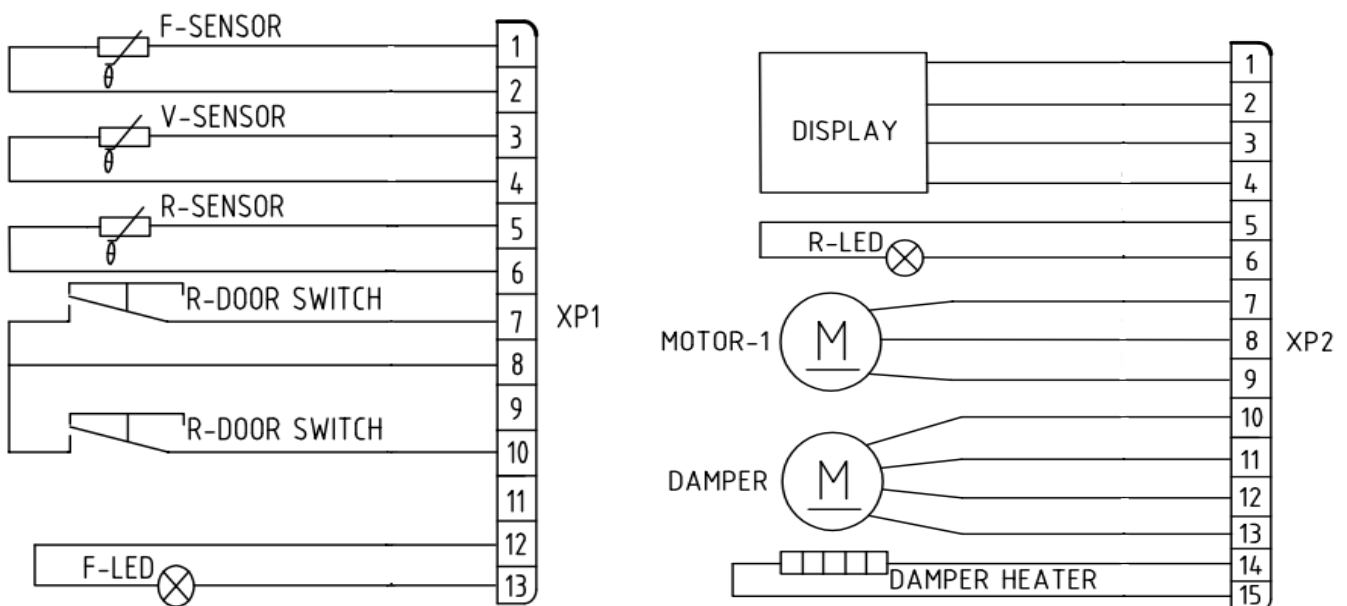 F-SENSOR
1
2
V-SENSOR
3
4
R-SENSOR
5
6
R-DOOR SWITCH
7
XP1
8
9
R-DOOR SWITCH
10
11
12
F-LED
13
θ
θ
θ
DISPLAY
1
2
3
4
5
R-LED
6
7
MOTOR-1
M
8
XP2
9
10
11
DAMPER
M
12
13
14
DAMPER HEATER
15